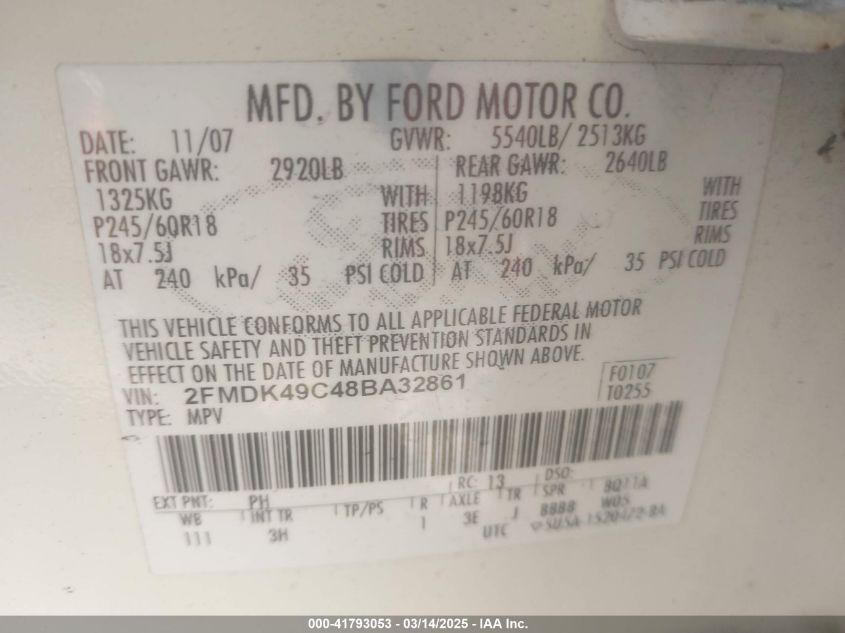 MFD. BY FORD MOTOR CO.
DATE: 11/07 GVWR: 5540LB/ 2513KG
FRONT GAWR: 2920LB REAR GAWR: 2640LB
1325KG WITH 1198KG WITH
P245/60R18 TIRES P245/60R18 TIRES
18x7.5J RIMS 18x7.5J RIMS
AT 240 kPa/ 35 PSI COLD AT 240 kPa/ 35 PSI COLD
THIS VEHICLE CONFORMS TO ALL APPLICABLE FEDERAL MOTOR
VEHICLE SAFETY AND THEFT PREVENTION STANDARDS IN
EFFECT ON THE DATE OF MANUFACTURE SHOWN ABOVE.
VIN: 2FMDK49C48BA32861 F0107
TYPE: MPV T0255
EXT PNT: PH RC: 13 DSO:
WB INT TR TP/PS R AXLE TR SPR 8Q11A
111 3H 1 3E J 8888 W05
UTC
000-41793053 - 03/14/2025 - IAA Inc.